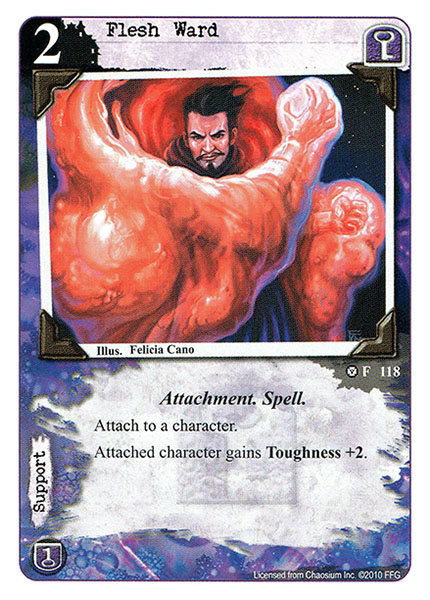 2
Flesh Ward
Illus. Felicia Cano
F 118
Attachment. Spell.
Attach to a character.
Attached character gains Toughness +2.
Support
1
Licensed from Chaosium Inc. ©2010 FFG